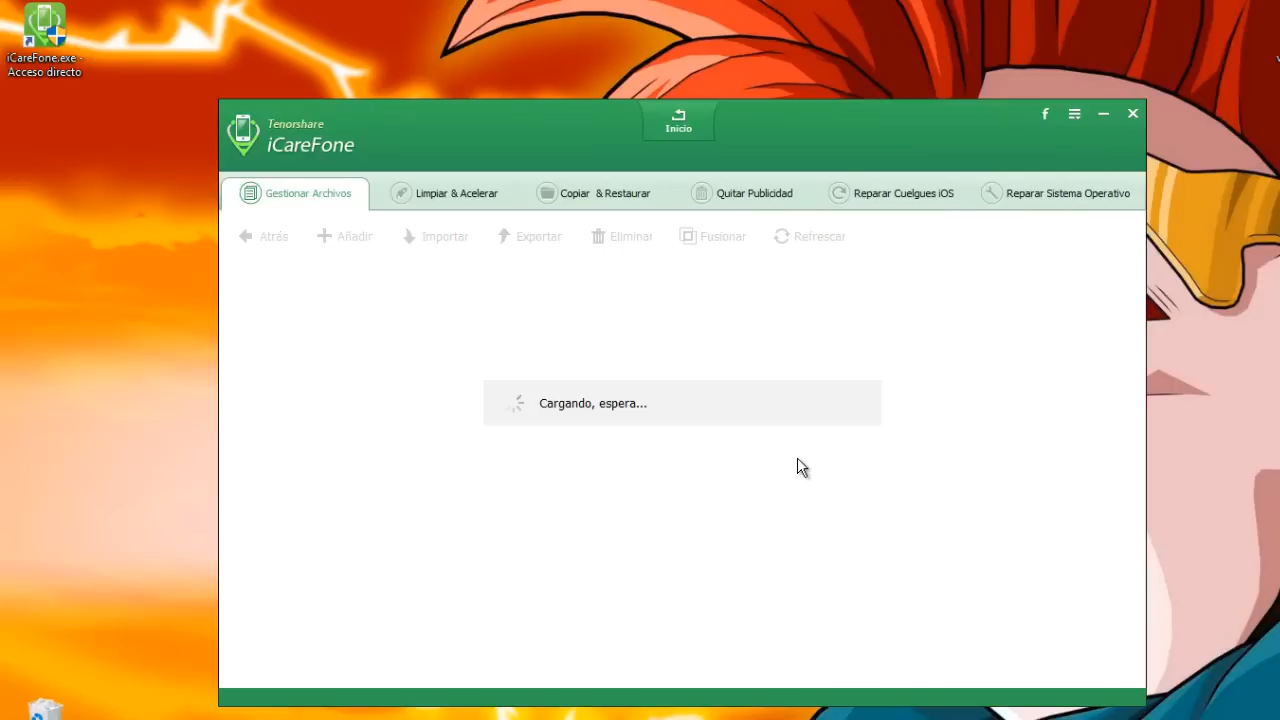 iCareFone.exe -
Acceso directo
Tenorshare
iCareFone
Inicio
f
Gestionar Archivos
Limpiar & Acelerar
Copiar & Restaurar
Quitar Publicidad
Reparar Cuelgues iOS
Reparar Sistema Operativo
Atrás
Añadir
Importar
Exportar
Eliminar
Fusionar
Refrescar
Cargando, espera...